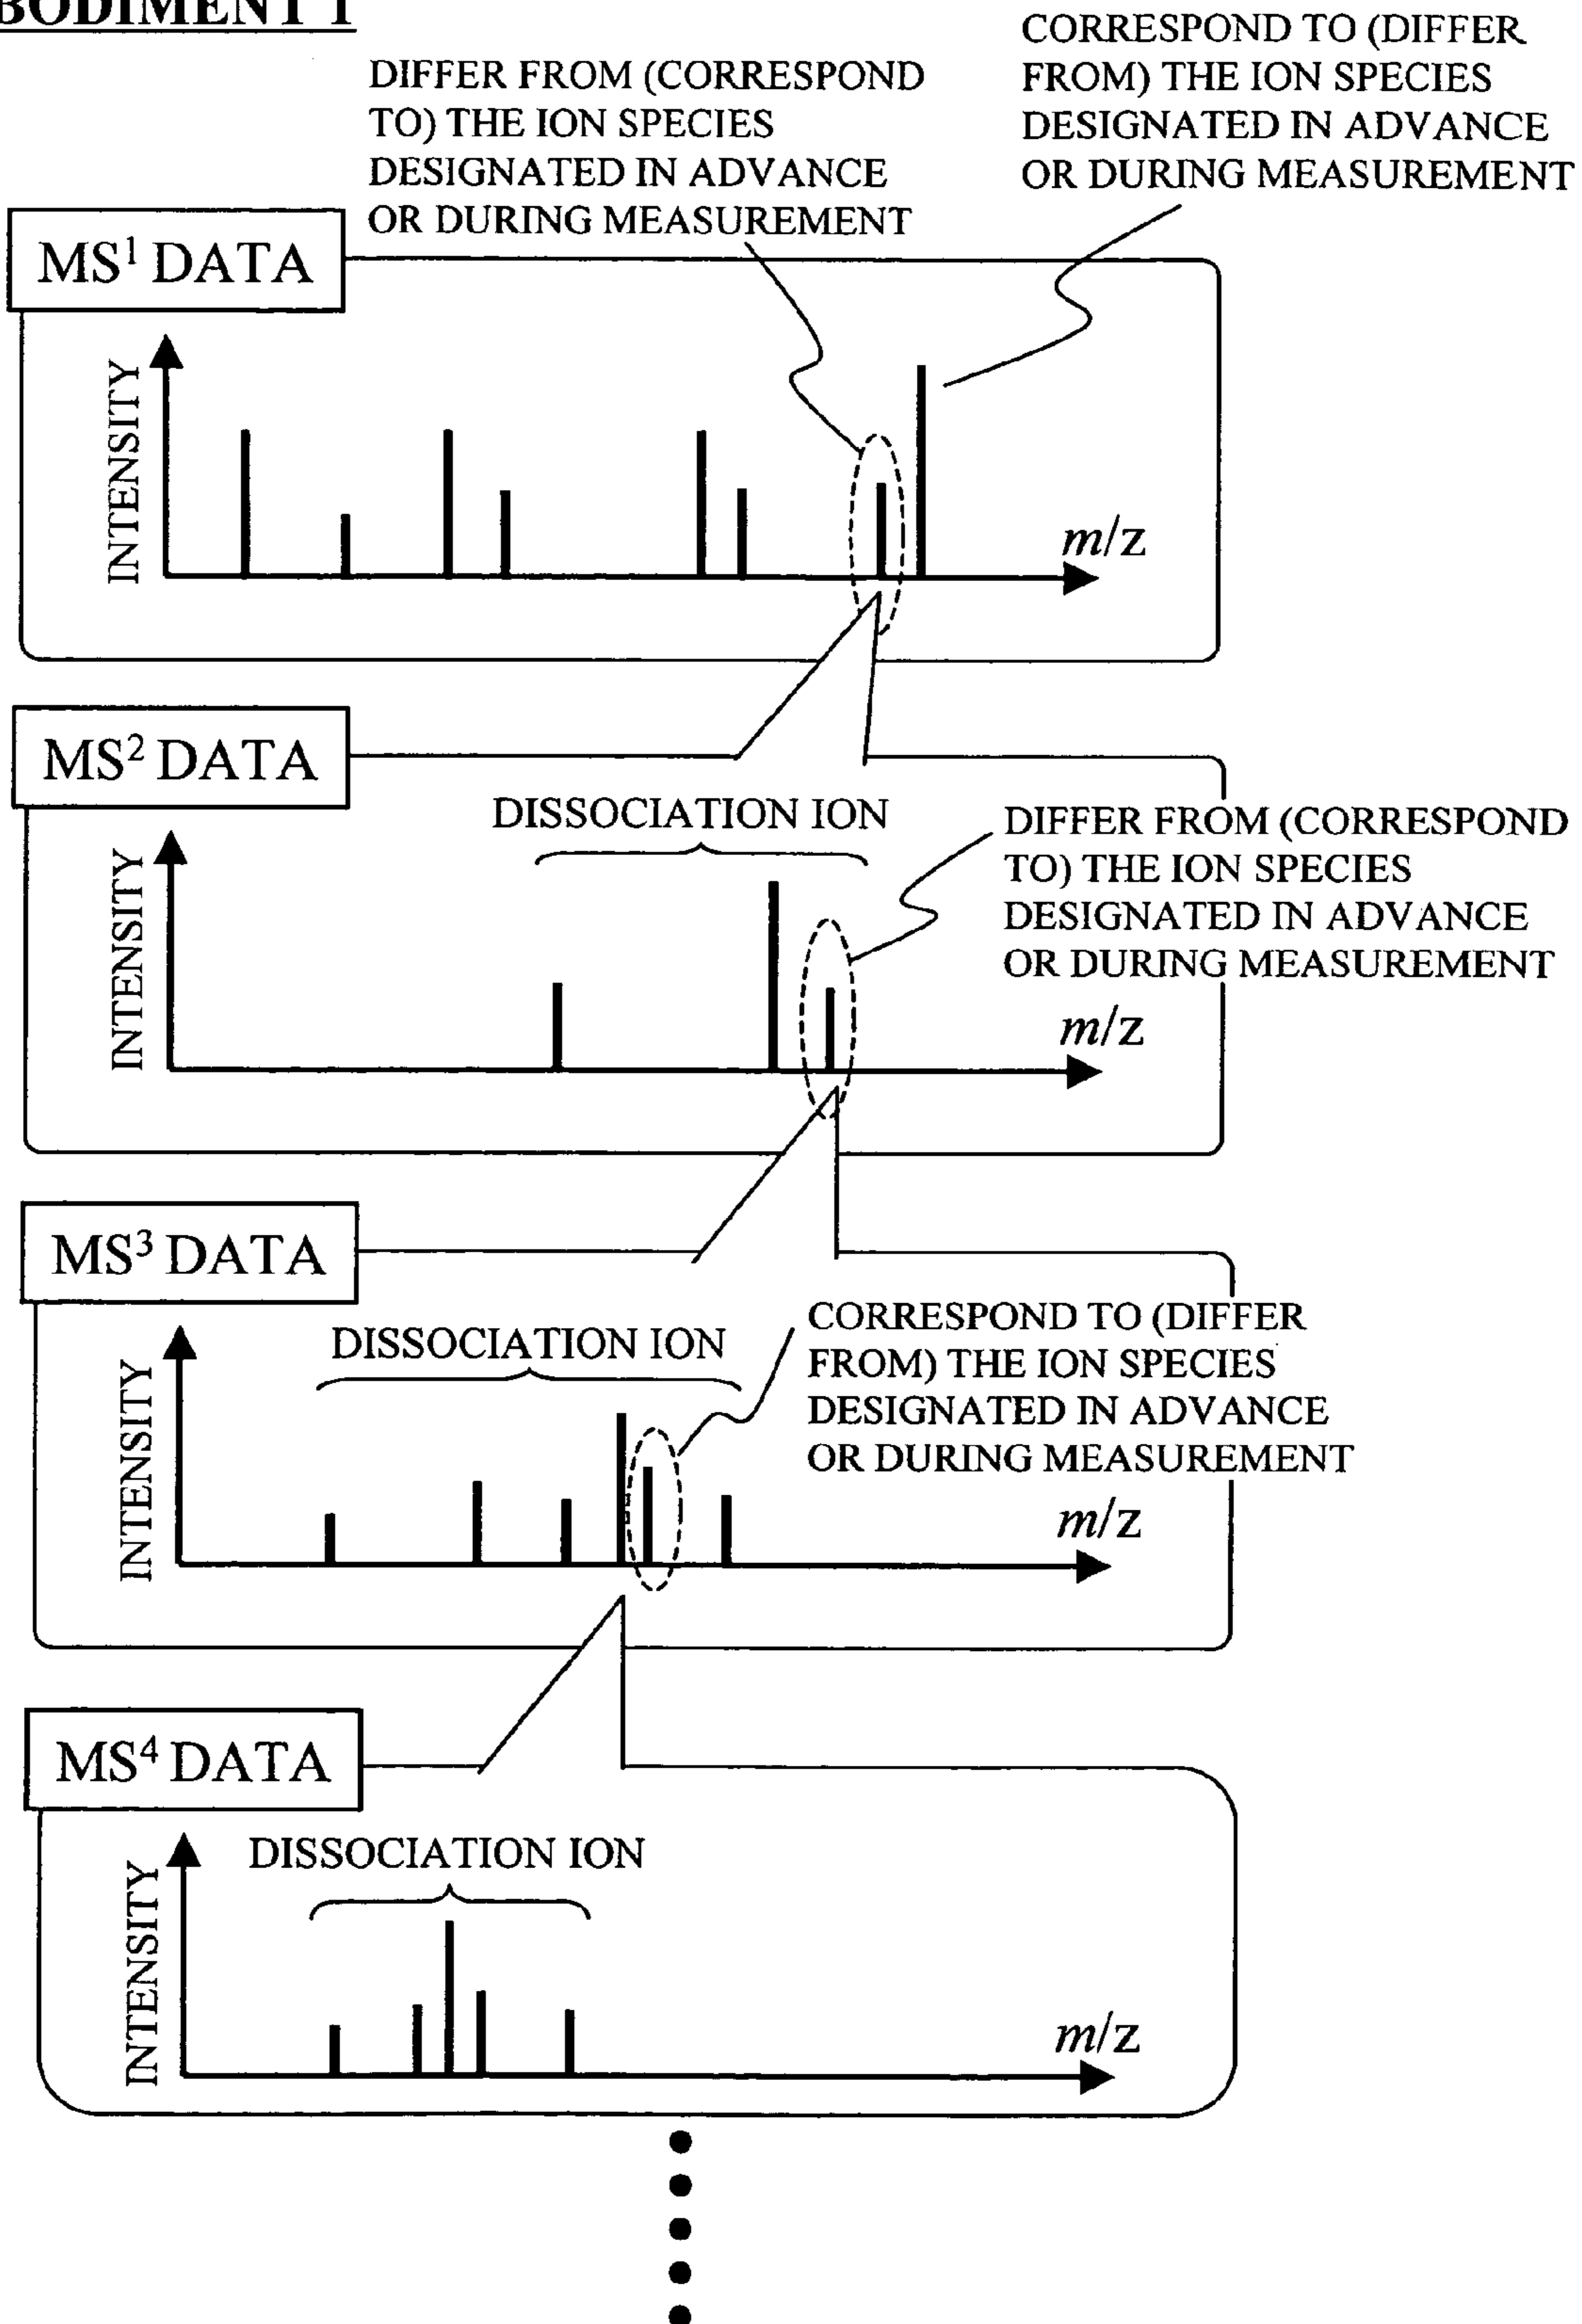 BODIMENT 1
DIFFER FROM (CORRESPOND
TO) THE ION SPECIES
DESIGNATED IN ADVANCE
OR DURING MEASUREMENT
CORRESPOND TO (DIFFER
FROM) THE ION SPECIES
DESIGNATED IN ADVANCE
OR DURING MEASUREMENT
MS¹ DATA
INTENSITY
m/z
MS² DATA
DISSOCIATION ION
DIFFER FROM (CORRESPOND
TO) THE ION SPECIES
DESIGNATED IN ADVANCE
OR DURING MEASUREMENT
INTENSITY
m/z
MS³ DATA
DISSOCIATION ION
CORRESPOND TO (DIFFER
FROM) THE ION SPECIES
DESIGNATED IN ADVANCE
OR DURING MEASUREMENT
INTENSITY
m/z
MS⁴ DATA
DISSOCIATION ION
INTENSITY
m/z